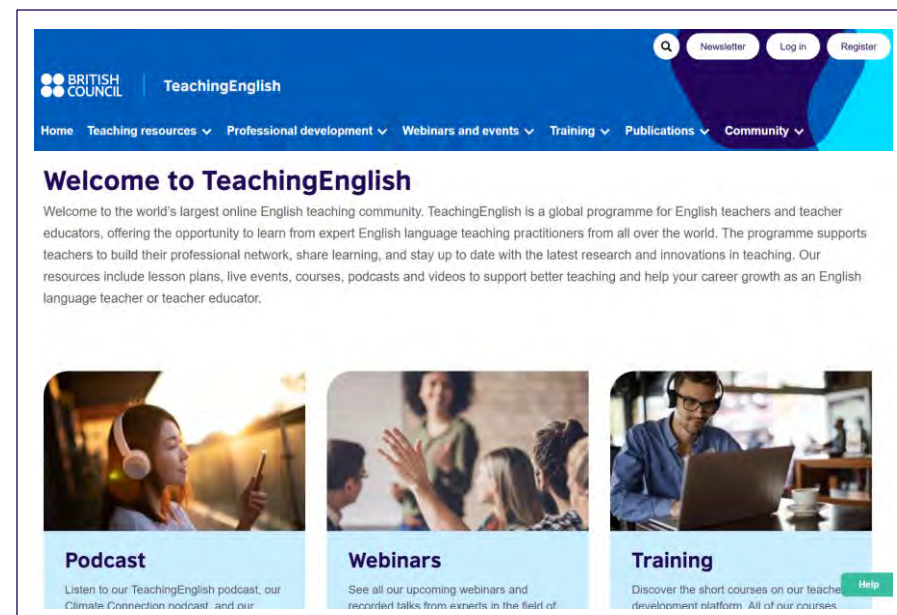 Newsletter Log in Register
BRITISH
COUNCIL
TeachingEnglish
Home Teaching resources Professional development Webinars and events Training Publications Community
Welcome to TeachingEnglish
Welcome to the world's largest online English teaching community. TeachingEnglish is a global programme for English teachers and teacher
educators, offering the opportunity to learn from expert English language teaching practitioners from all over the world. The programme supports
teachers to build their professional network, share learning, and stay up to date with the latest research and innovations in teaching. Our
resources include lesson plans, live events, courses, podcasts and videos to support better teaching and help your career growth as an English
language teacher or teacher educator.
Podcast
Listen to our TeachingEnglish podcast, our
Climate Connection podcast, and our
Webinars
See all our upcoming webinars and
recorded talks from experts in the field of
Training
Discover the short courses on our teache
development platform. All of our courses
Help